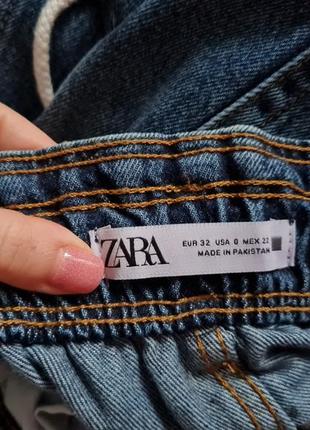 ZARA
EUR 32 USA 0 MEX 22
MADE IN PAKISTAN